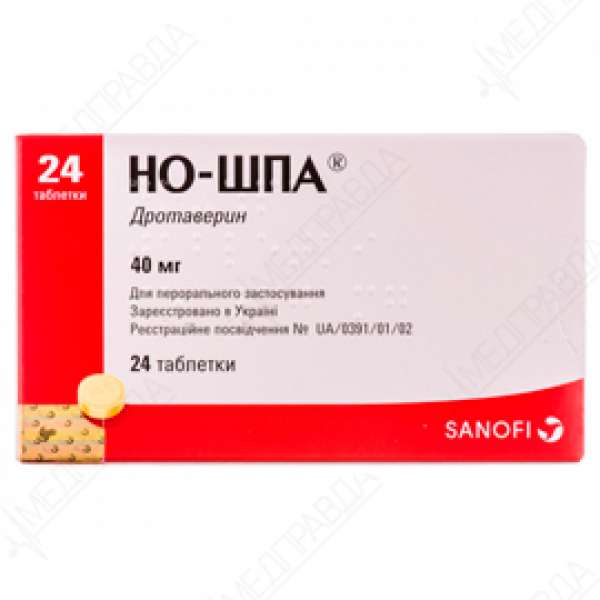 24
таблетки
НО-ШПА®
Дротаверин
40 мг
Для перорального застосування
Зареєстровано в Україні
Реєстраційне посвідчення № UA/0391/01/02
24 таблетки
SANOFI
МЕДПРАВДА